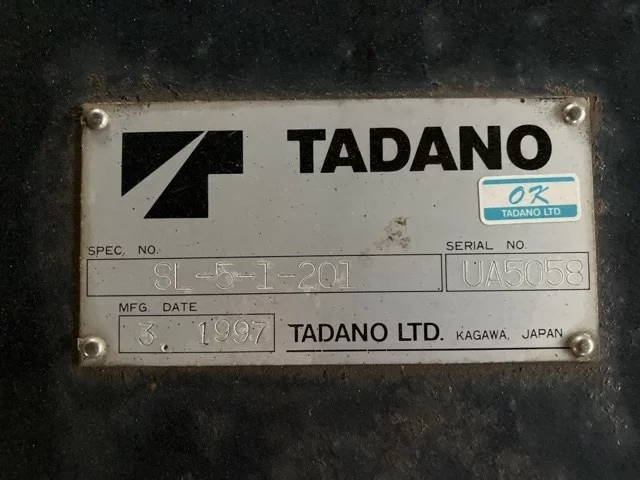 TADANO
OK
TADANO LTD.
SPEC. NO.
SL-5-1-201
SERIAL NO.
UA5058
MFG. DATE
3 1997
TADANO LTD. KAGAWA, JAPAN